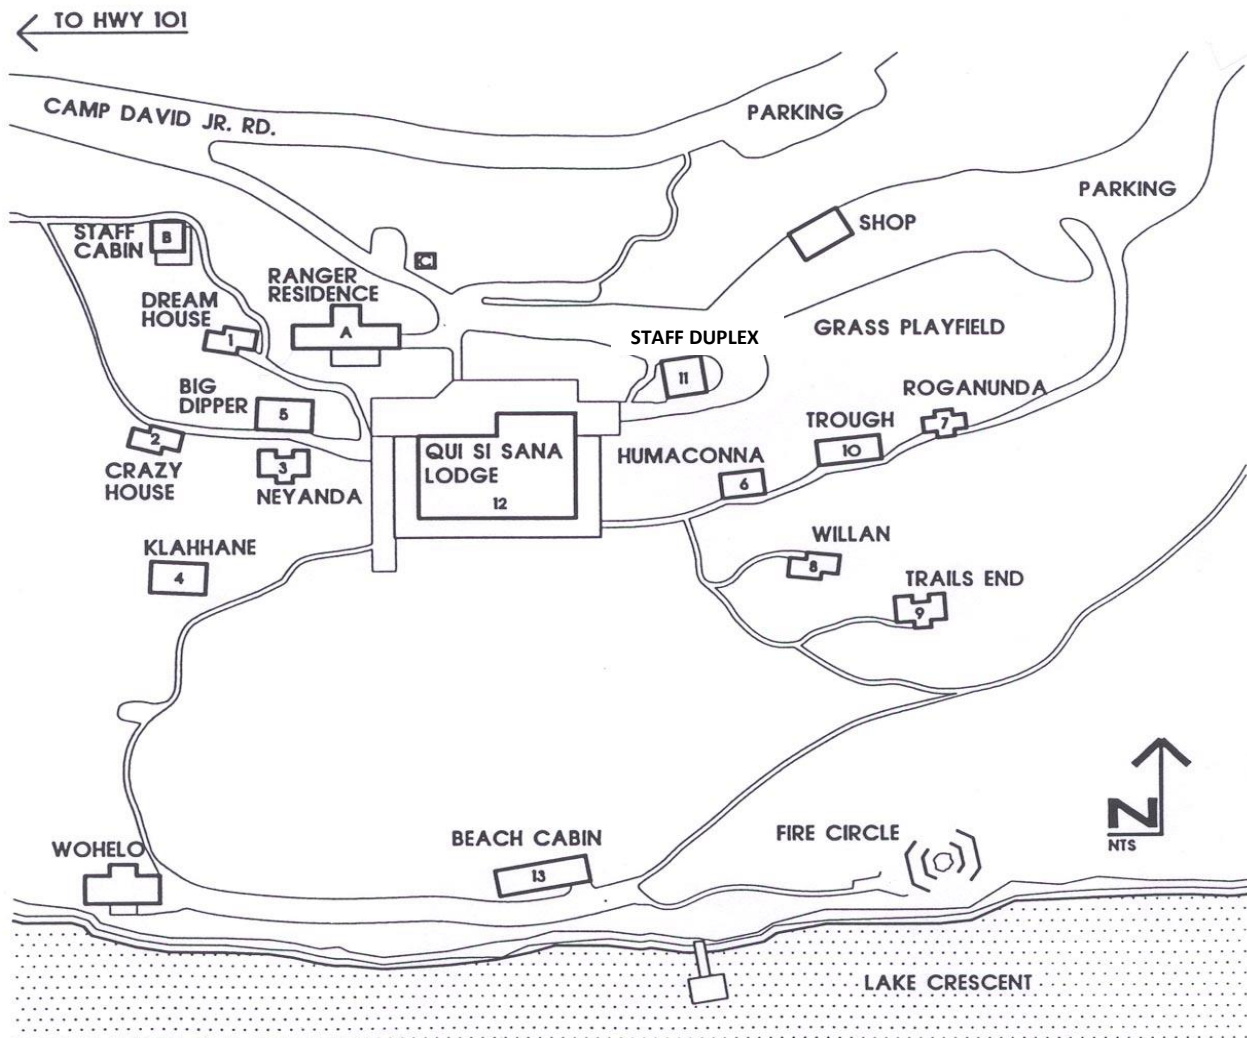 TO HWY 101
CAMP DAVID JR. RD.
PARKING
PARKING
STAFF
CABIN
B
SHOP
C
RANGER
RESIDENCE
A
DREAM
HOUSE
1
STAFF DUPLEX
11
GRASS PLAYFIELD
BIG
DIPPER
5
ROGANUNDA
7
TROUGH
10
2
CRAZY
HOUSE
3
NEYANDA
QUI SI SANA
LODGE
12
HUMACONNA
6
KLAHHANE
4
WILLAN
8
TRAILS END
9
N
NTS
WOHELO
BEACH CABIN
13
FIRE CIRCLE
LAKE CRESCENT